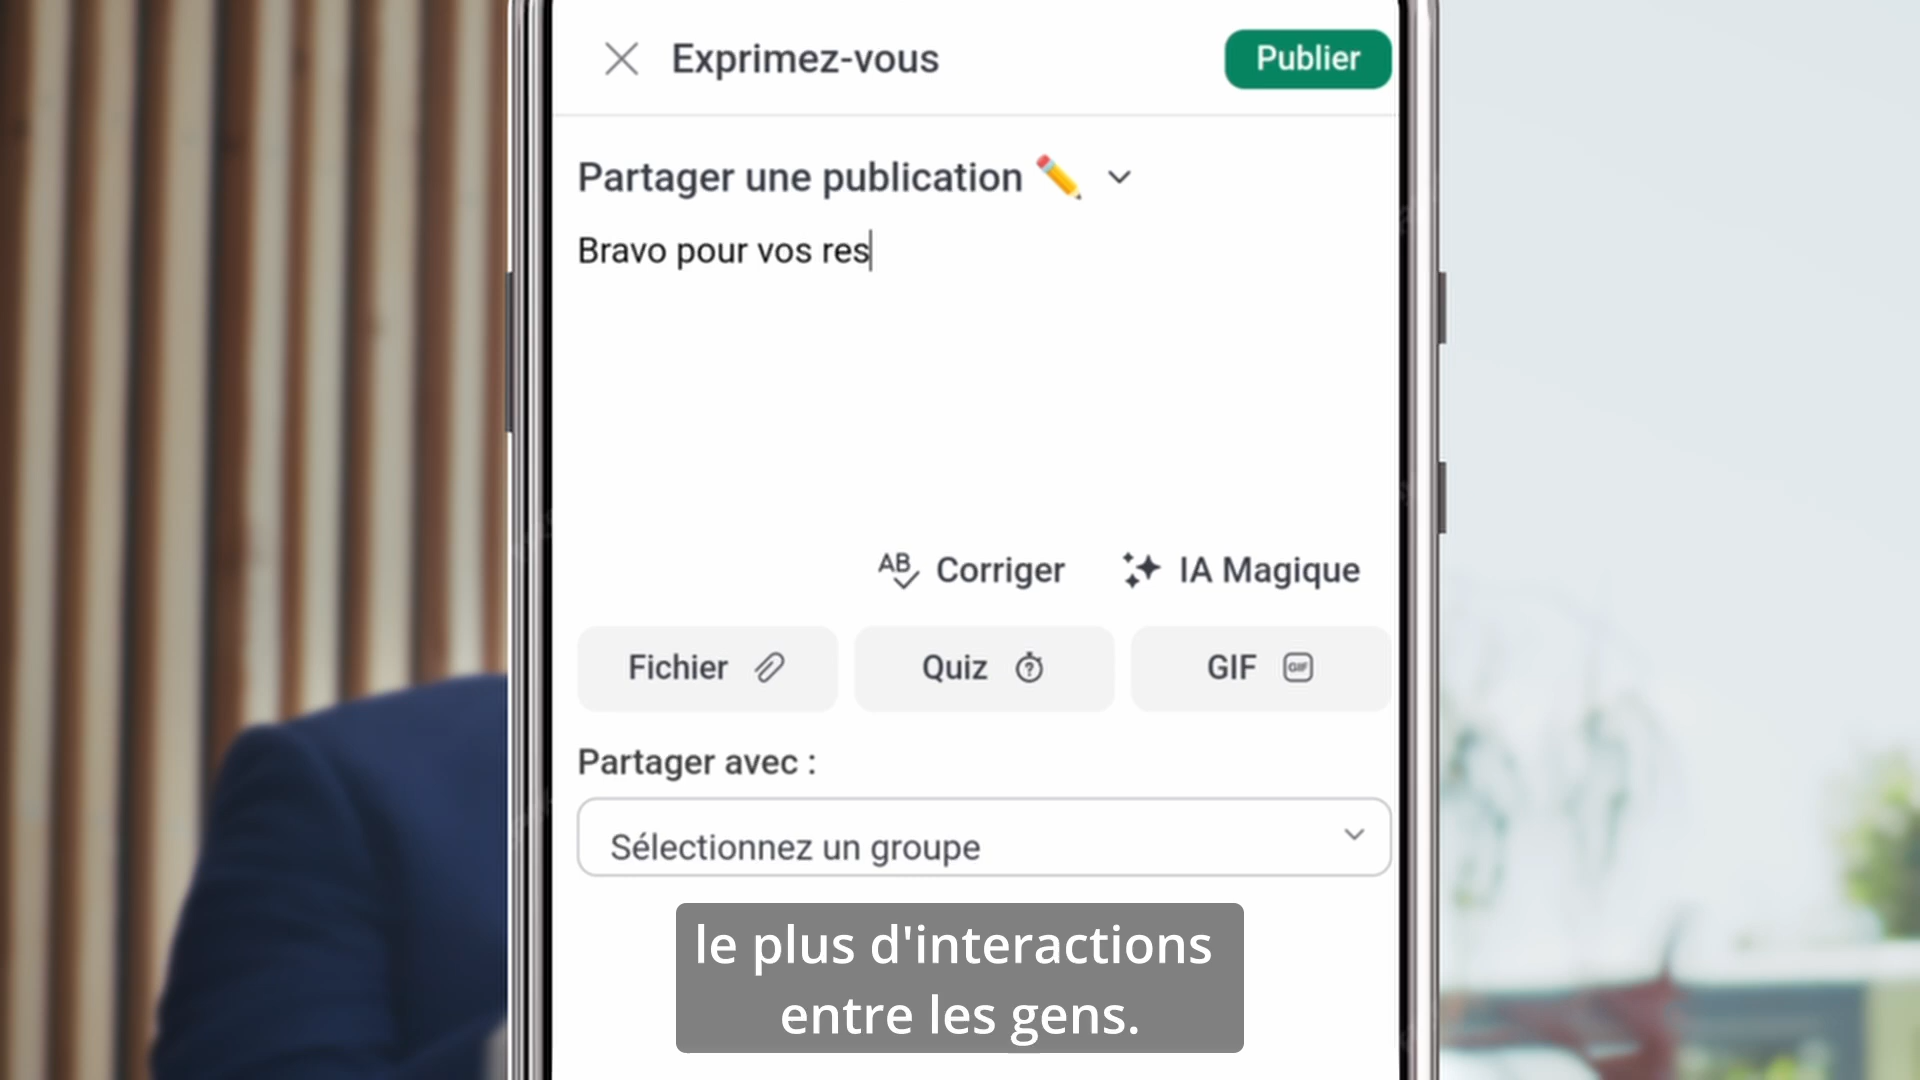 Exprimez-vous
Publier
Partager une publication
Bravo pour vos res
AB Corriger
IA Magique
Fichier
Quiz ?
GIF GIF
Partager avec :
Sélectionnez un groupe
le plus d'interactions
entre les gens.